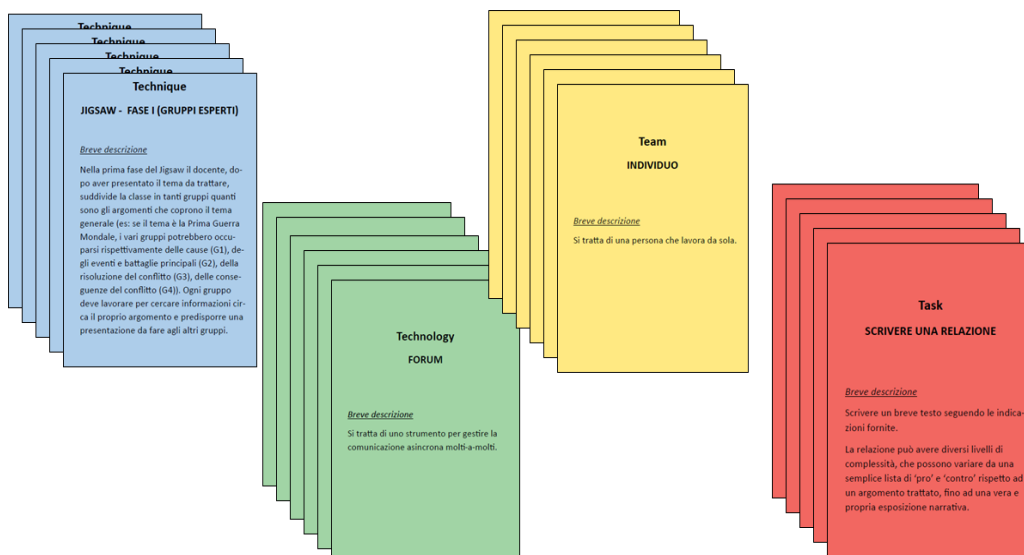 Technique
Technique
Technique
Technique
Technique
JIGSAW - FASE I (GRUPPI ESPERTI)
Breve descrizione
Nella prima fase del Jigsaw il docente, do-
po aver presentato il tema da trattare,
suddivide la classe in tanti gruppi quanti
sono gli argomenti che coprono il tema
generale (es: se il tema è la Prima Guerra
Mondale, i vari gruppi potrebbero occu-
parsi rispettivamente delle cause (G1), de-
gli eventi e battaglie principali (G2), della
risoluzione del conflitto (G3), delle conse-
guenze del conflitto (G4)). Ogni gruppo
deve lavorare per cercare informazioni cir-
ca il proprio argomento e predisporre una
presentazione da fare agli altri gruppi.
Technology
FORUM
Breve descrizione
Si tratta di uno strumento per gestire la
comunicazione asincrona molti-a-molti.
Team
INDIVIDUO
Breve descrizione
Si tratta di una persona che lavora da sola.
Task
SCRIVERE UNA RELAZIONE
Breve descrizione
Scrivere un breve testo seguendo le indica-
zioni fornite.
La relazione può avere diversi livelli di
complessità, che possono variare da una
semplice lista di ‘pro’ e ‘contro’ rispetto ad
un argomento trattato, fino ad una vera e
propria esposizione narrativa.